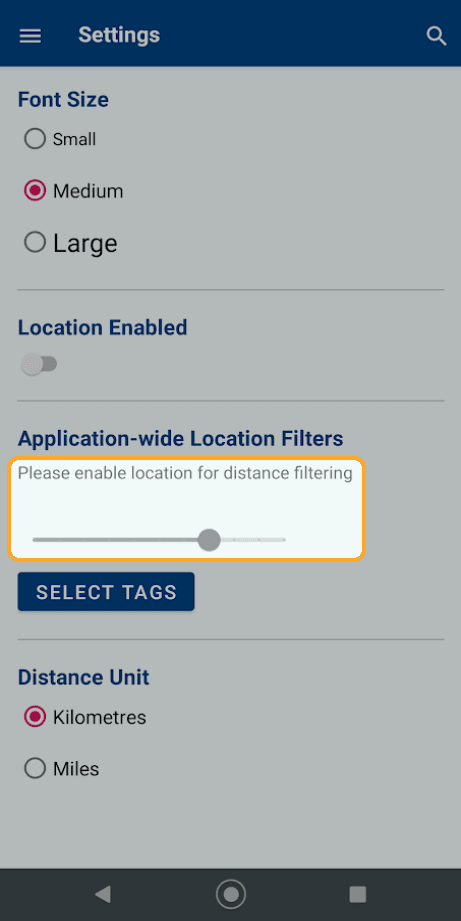 Settings
Font Size
Small
Medium
Large
Location Enabled
Application-wide Location Filters
Please enable location for distance filtering
SELECT TAGS
Distance Unit
Kilometres
Miles